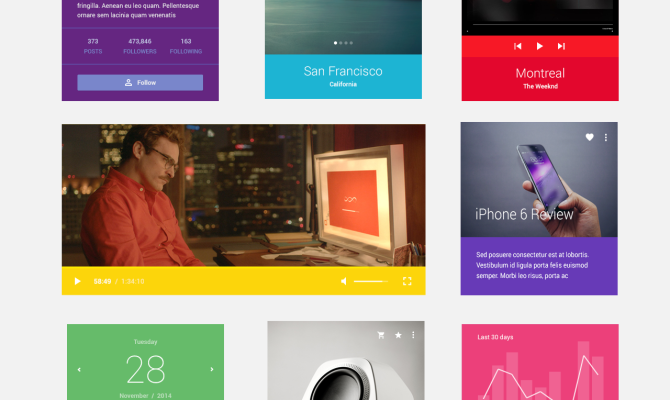 fringilla. Aenean eu leo quam. Pellentesque
ornare sem lacinia quam venenatis
373
473,846
163
POSTS
FOLLOWERS
FOLLOWING
Follow
San Francisco
California
Montreal
The Weeknd
58:49 / 1:34:10
iPhone 6 Review
Sed posuere consectetur est at lobortis.
Vestibulum id ligula porta felis euismod
semper. Morbi leo risus, porta ac
Tuesday
28
November / 2014
Last 30 days